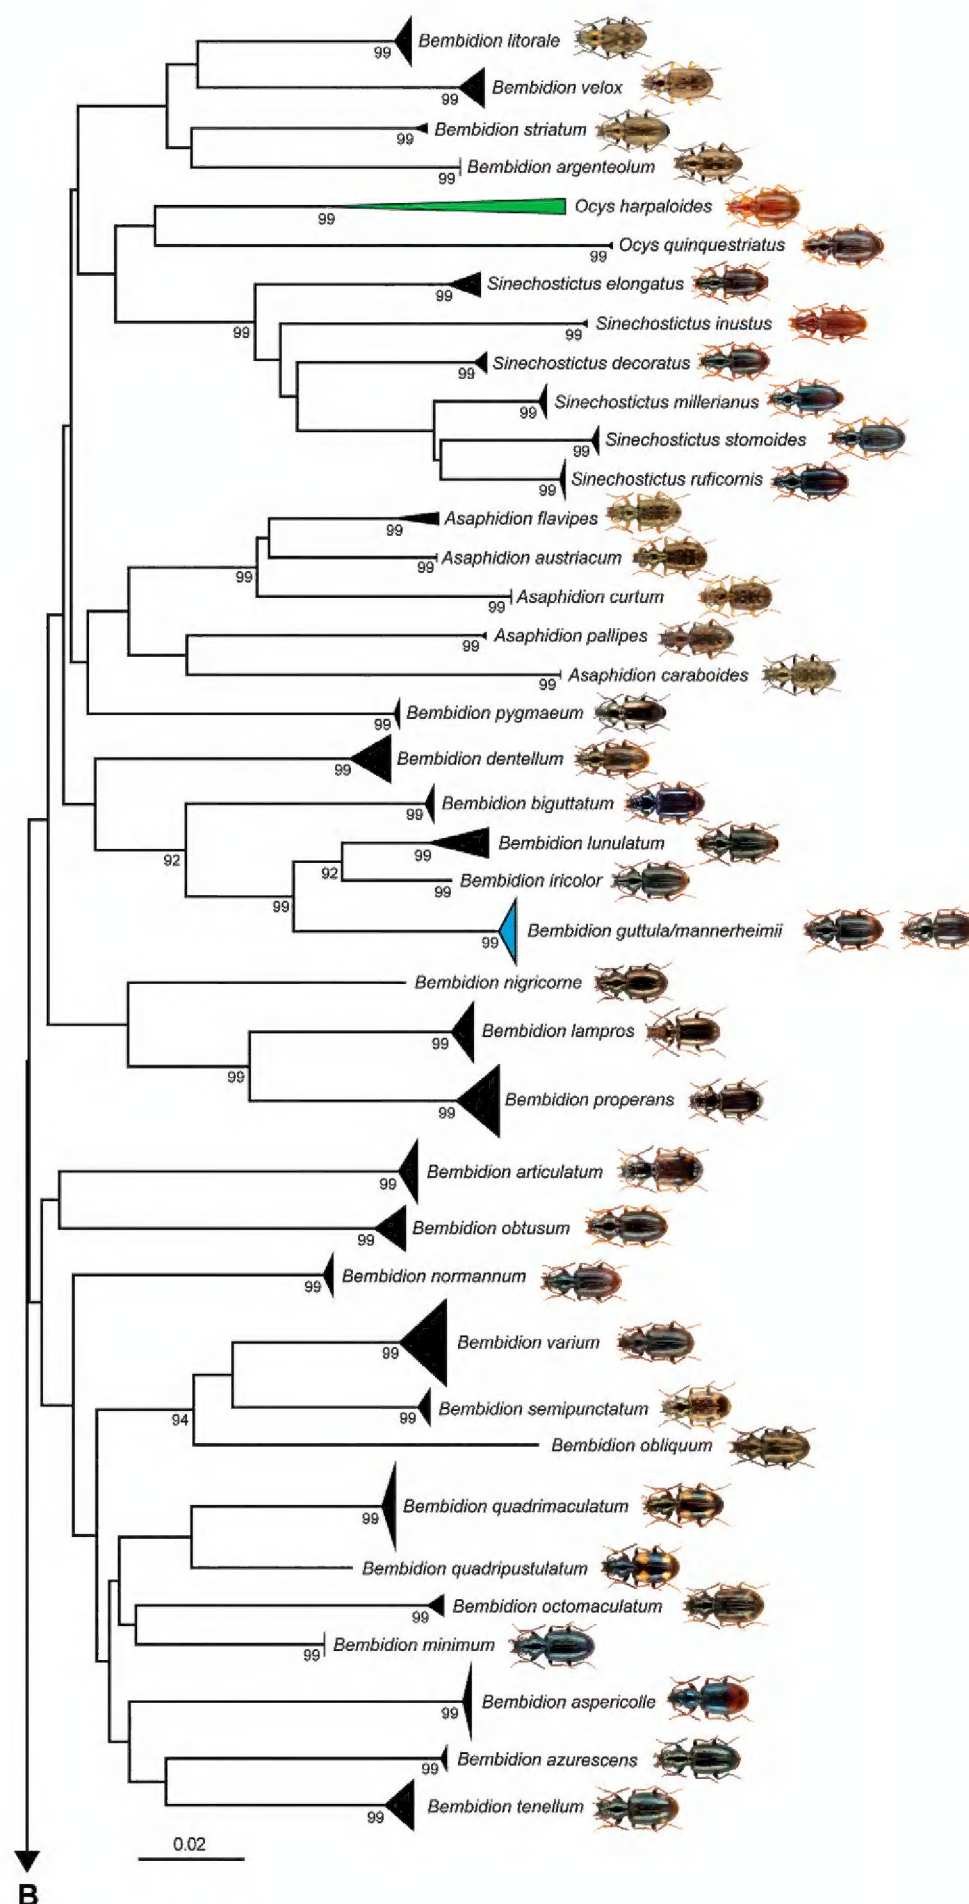 Bembidion litorale
99
Bembidion velox
99
Bembidion striatum
99
Bembidion argenteolum
99
Ocys harpaloides
99
Ocys quinquestriatus
99
Sinechostictus elongatus
99
Sinechostictus inustus
99
99
Sinechostictus decoratus
99
Sinechostictus millerianus
99
Sinechostictus stomoides
99
Sinechostictus ruficornis
99
Asaphidion flavipes
99
Asaphidion austriacum
99
99
Asaphidion curtum
99
Asaphidion pallipes
99
Asaphidion caraboides
99
Bembidion pygmaeum
99
Bembidion dentellum
99
Bembidion biguttatum
99
Bembidion lunulatum
99
92
92
Bembidion iricolor
99
99
Bembidion guttula/mannerheimii
99
Bembidion nigricorne
Bembidion lampros
99
99
Bembidion properans
99
Bembidion articulatum
99
Bembidion obtusum
99
Bembidion normannum
99
Bembidion varium
99
Bembidion semipunctatum
99
94
Bembidion obliquum
Bembidion quadrimaculatum
99
Bembidion quadripustulatum
Bembidion octomaculatum
99
Bembidion minimum
99
Bembidion aspericolle
99
Bembidion azurescens
99
Bembidion tenellum
99
0.02
B